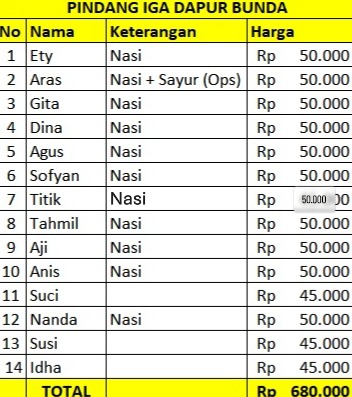 PINDANG IGA DAPUR BUNDA
No Nama Keterangan Harga
1 Ety Nasi Rp 50.000
2 Aras Nasi + Sayur (Ops) Rp 50.000
3 Gita Nasi Rp 50.000
4 Dina Nasi Rp 50.000
5 Agus Nasi Rp 50.000
6 Sofyan Nasi Rp 50.000
7 Titik Nasi Rp 50.000 00
8 Tahmil Nasi Rp 50.000
9 Aji Nasi Rp 50.000
10 Anis Nasi Rp 50.000
11 Suci Rp 45.000
12 Nanda Nasi Rp 50.000
13 Susi Rp 45.000
14 Idha Rp 45.000
TOTAL Rp 680.000